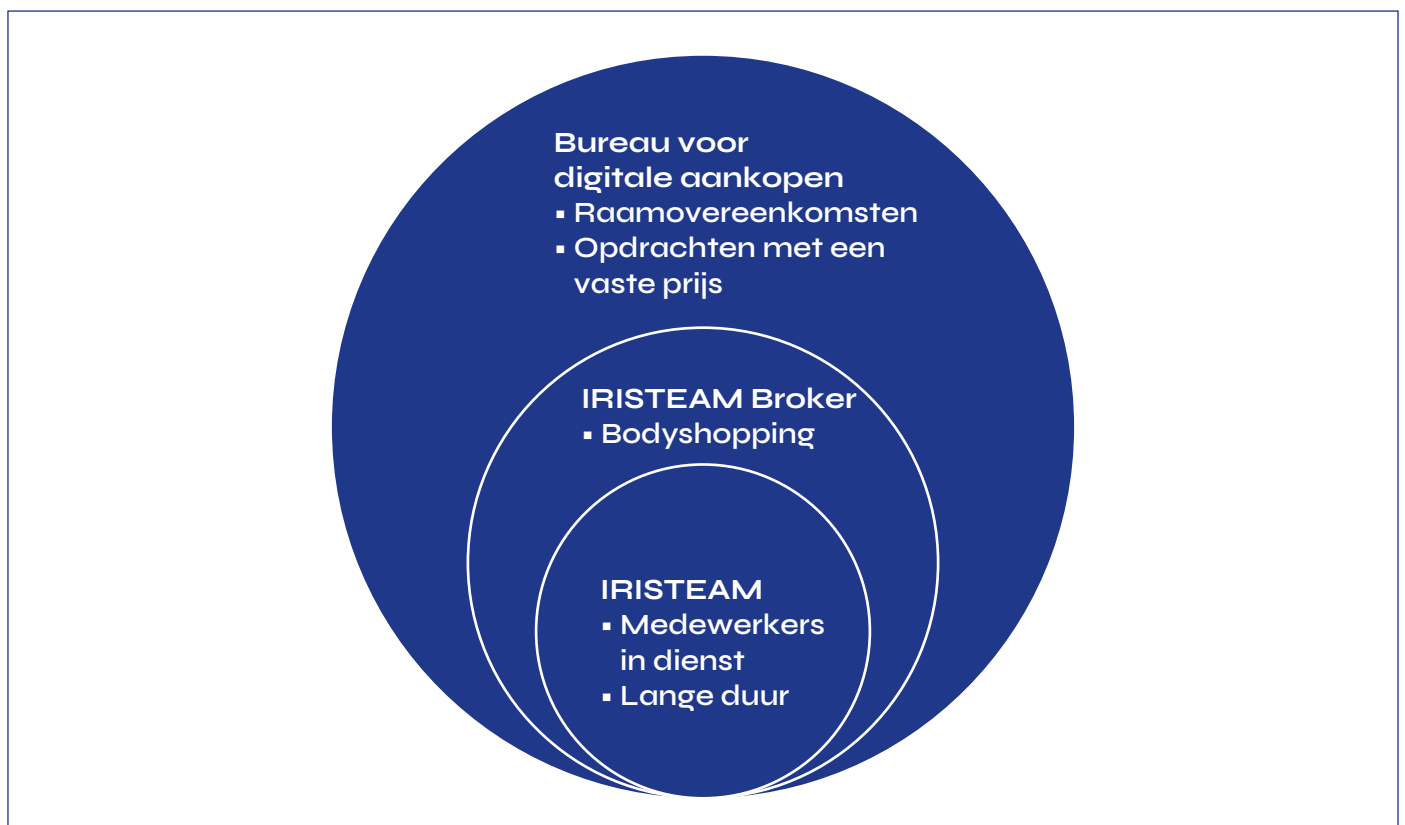 Bureau voor
digitale aankopen
▪ Raamovereenkomsten
▪ Opdrachten met een
vaste prijs
IRISTEAM Broker
▪ Bodyshopping
IRISTEAM
▪ Medewerkers
in dienst
▪ Lange duur